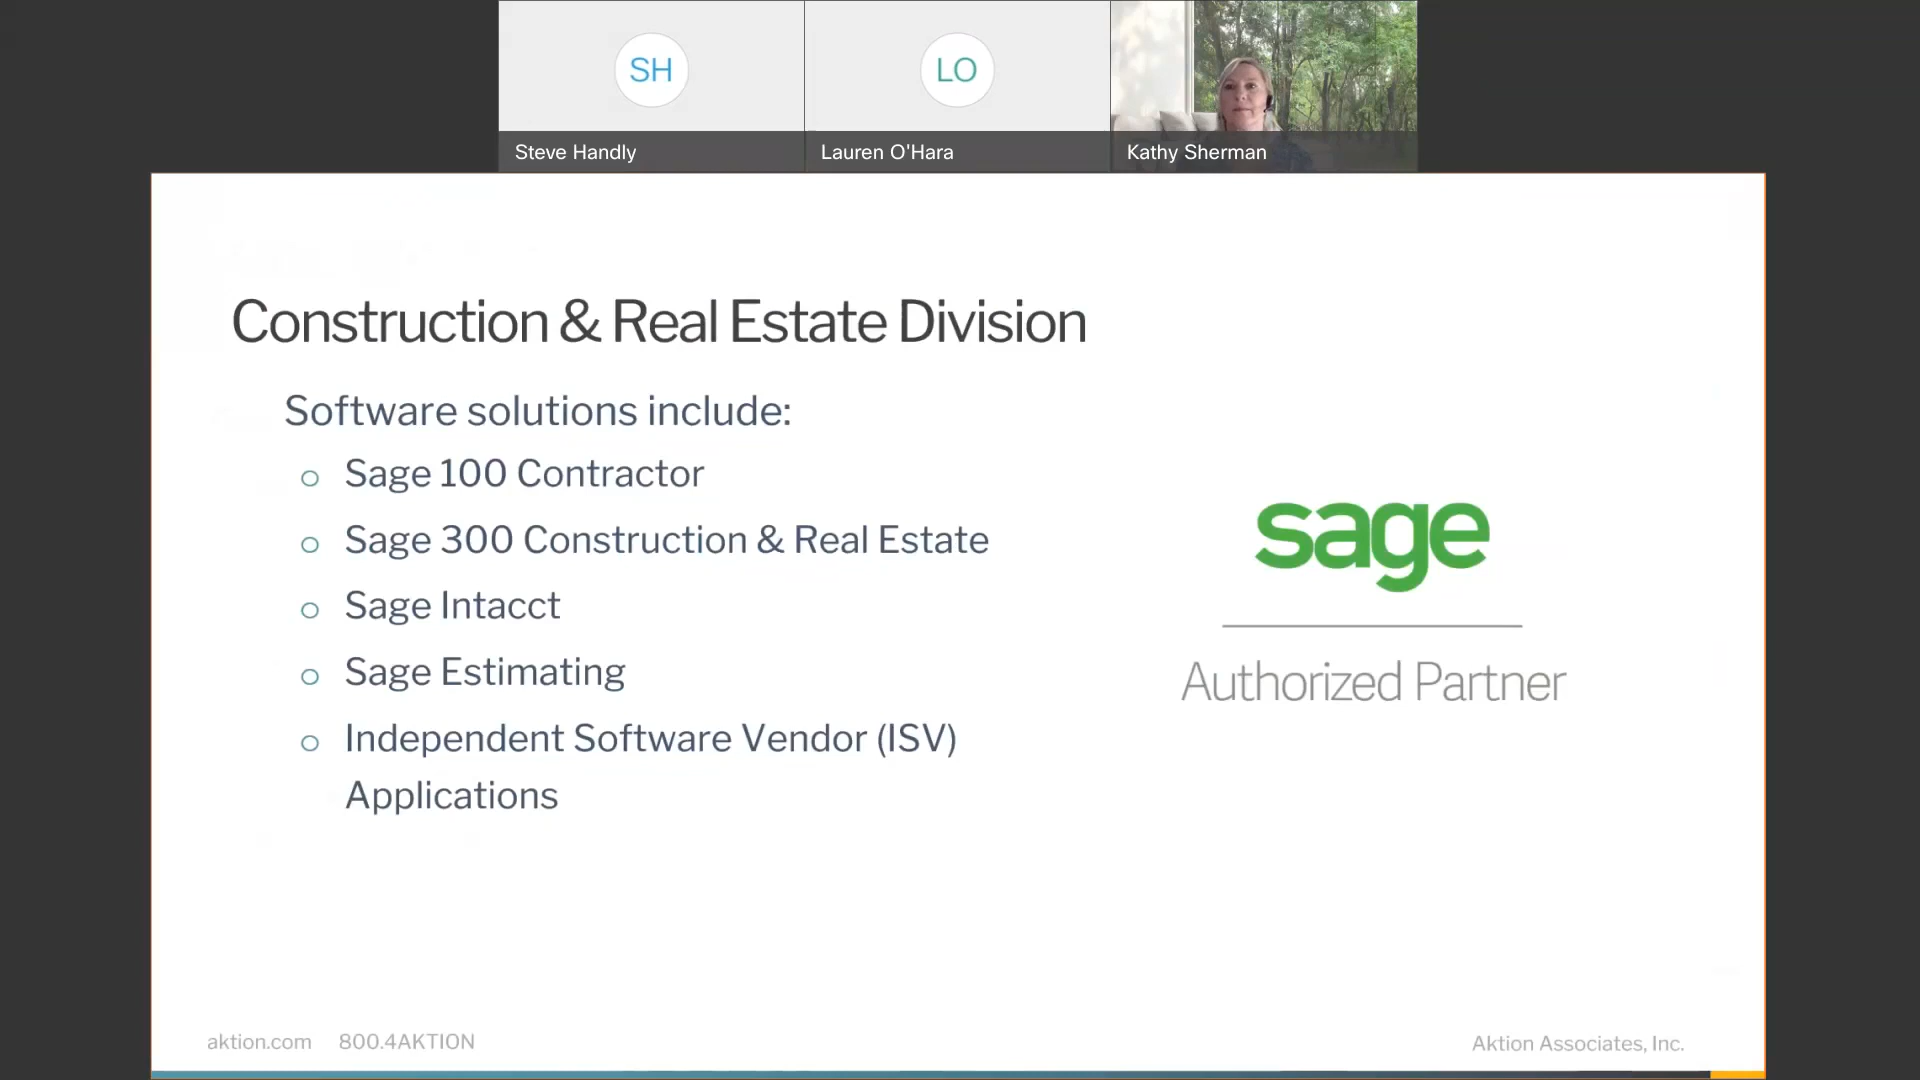 SH
LO
Steve Handly
Lauren O'Hara
Kathy Sherman
Construction & Real Estate Division
Software solutions include:
Sage 100 Contractor
Sage 300 Construction & Real Estate
Sage Intacct
Sage Estimating
Independent Software Vendor (ISV)
Applications
sage
Authorized Partner
aktion.com 800.4AKTION
Aktion Associates, Inc.